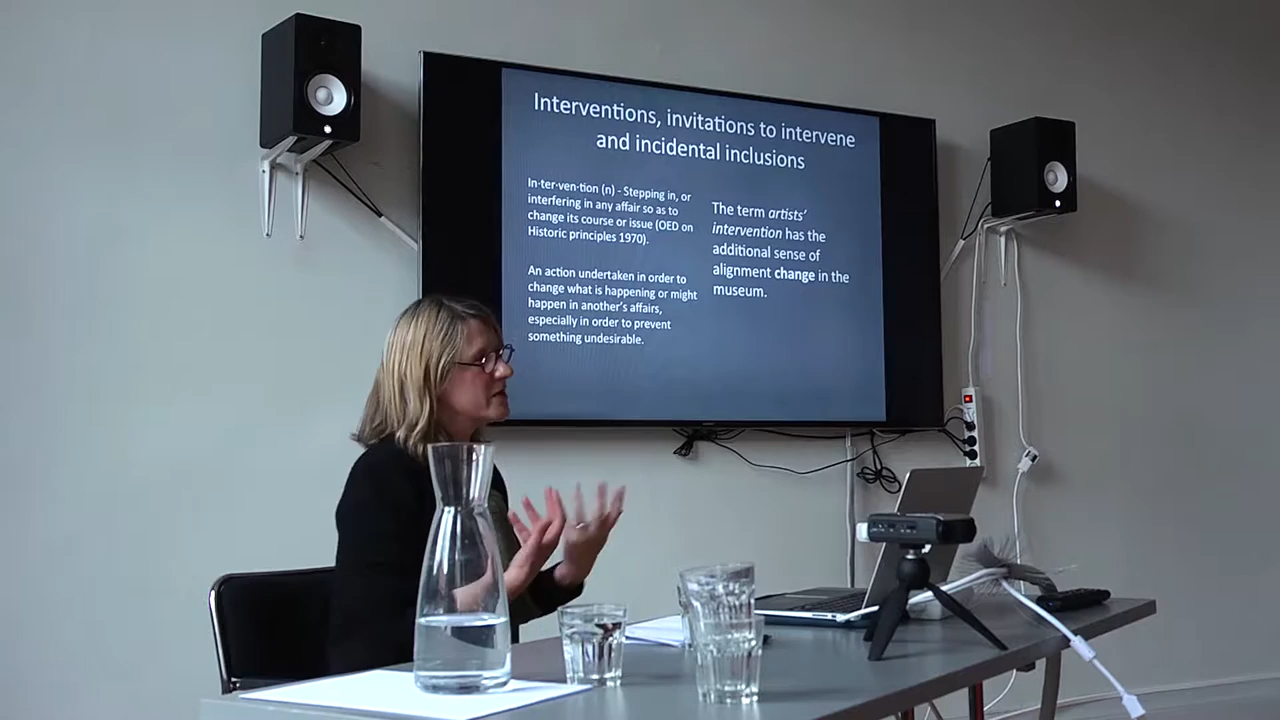 Interventions, invitations to intervene
and incidental inclusions
In·ter·ven·tion (n) - Stepping in, or
interfering in any affair so as to
change its course or issue (OED on
Historic principles 1970).
An action undertaken in order to
change what is happening or might
happen in another's affairs,
especially in order to prevent
something undesirable.
The term artists'
intervention has the
additional sense of
alignment change in the
museum.